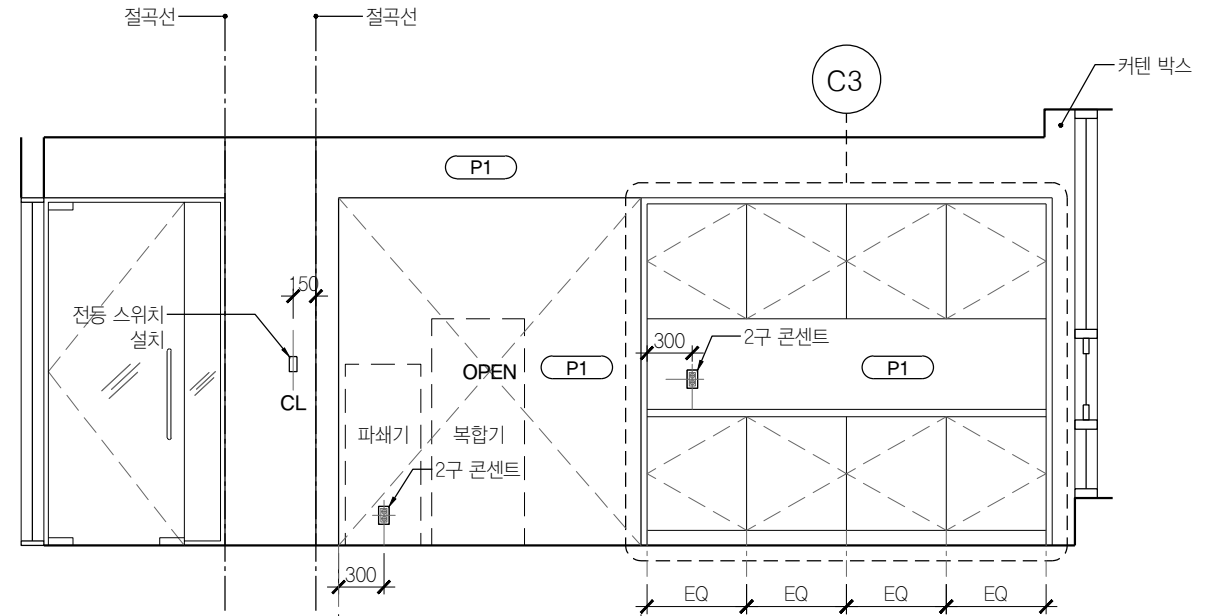 절곡선
절곡선
C3
커텐 박스
P1
150
전등 스위치
설치
CL
300
2구 콘센트
OPEN
P1
P1
파쇄기
복합기
2구 콘센트
300
EQ
EQ
EQ
EQ